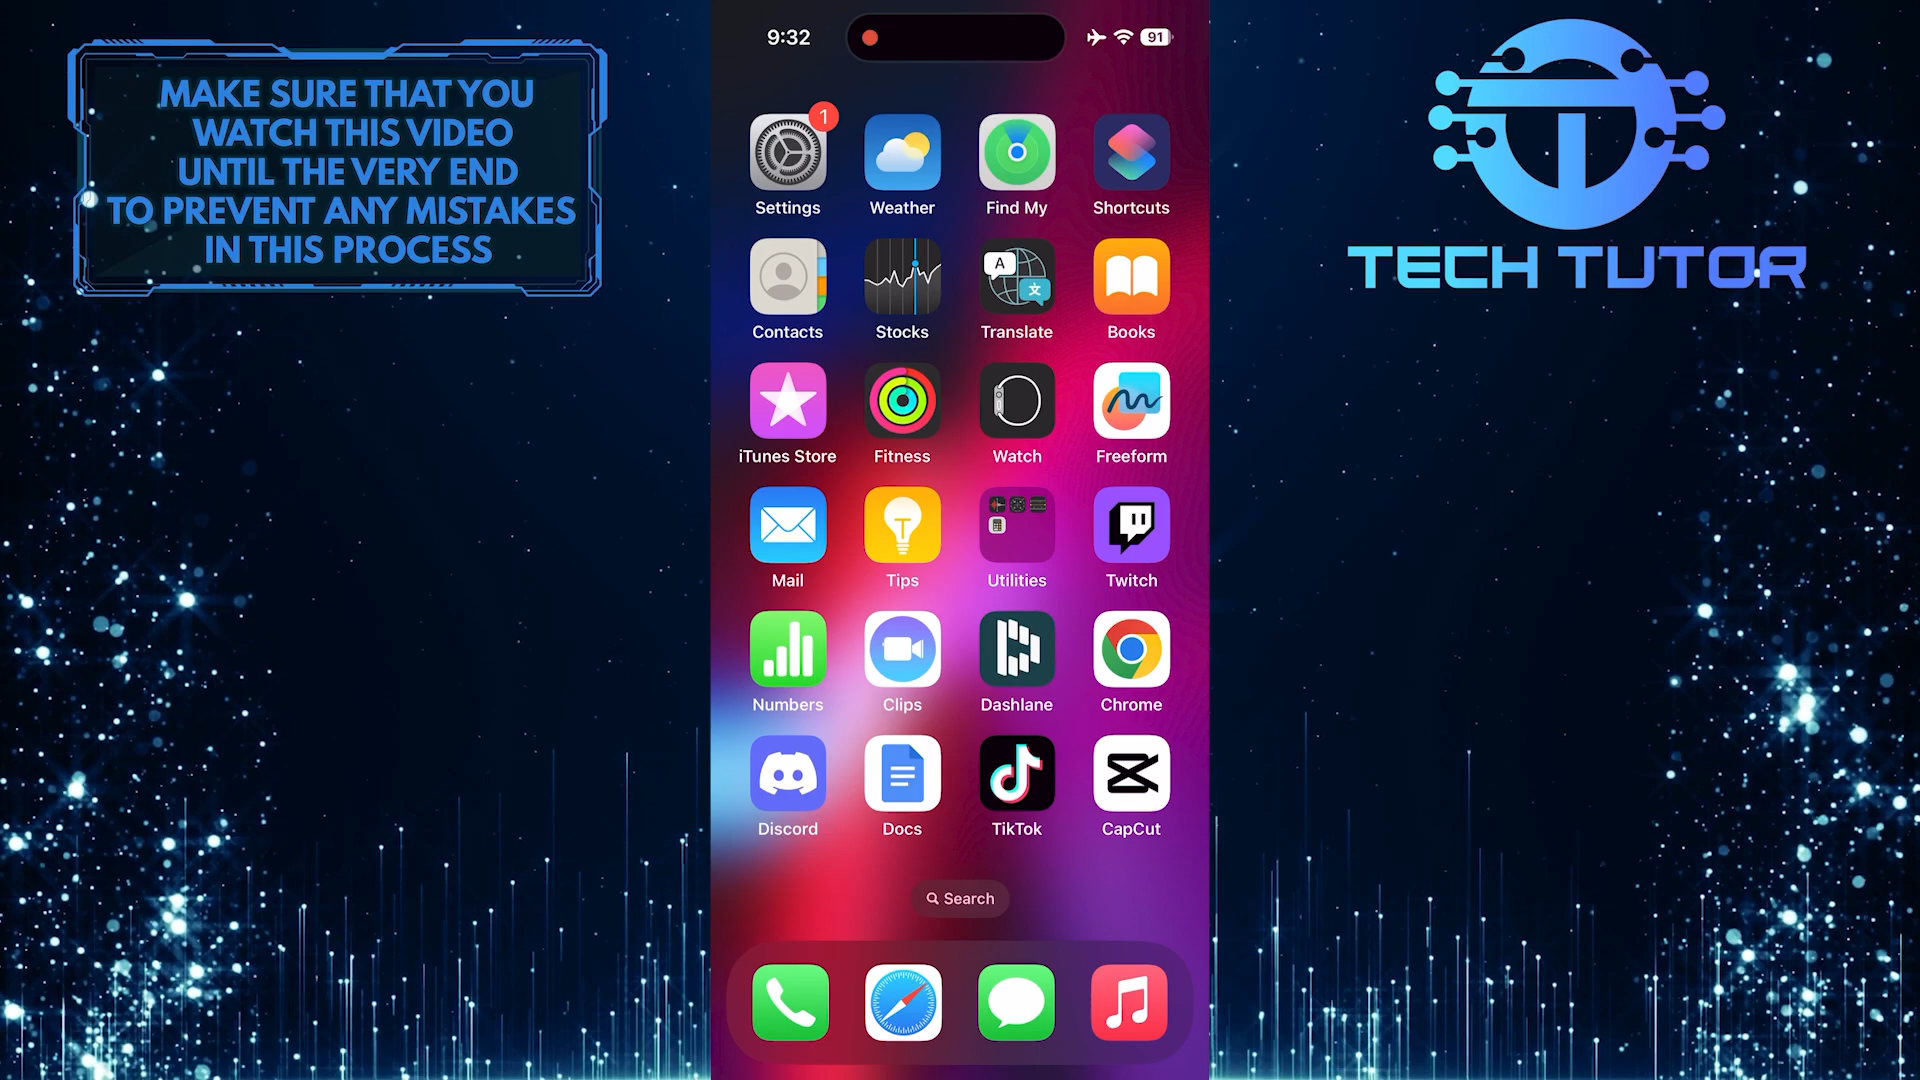 MAKE SURE THAT YOU
WATCH THIS VIDEO
UNTIL THE VERY END
TO PREVENT ANY MISTAKES
IN THIS PROCESS
9:32
91
1
Settings
Weather
Find My
Shortcuts
A
文
Contacts
Stocks
Translate
Books
iTunes Store
Fitness
Watch
Freeform
Mail
Tips
Utilities
Twitch
Numbers
Clips
Dashlane
Chrome
Discord
Docs
TikTok
CapCut
Search
TECH TUTOR